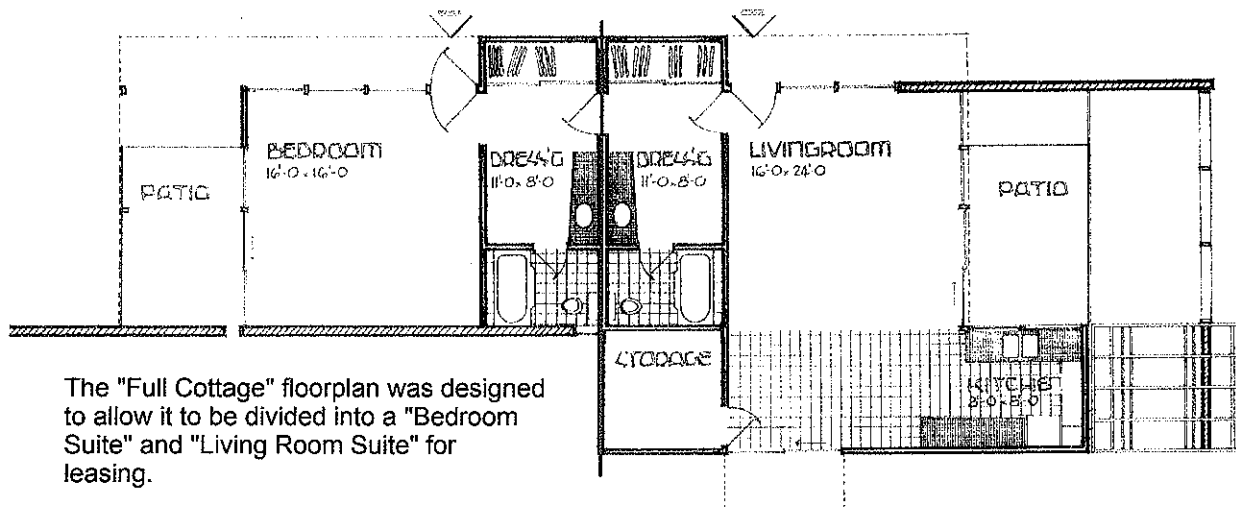 BEDROOM
16'-0 x 16'-0
DRESS'G
11'-0 x 8'-0
DRESS'G
11'-0 x 8'-0
LIVINGROOM
16'-0 x 24'-0
PATIO
PATIO
STORAGE
KITCHEN
8'-0 x 8'-0
The "Full Cottage" floorplan was designed
to allow it to be divided into a "Bedroom
Suite" and "Living Room Suite" for
leasing.